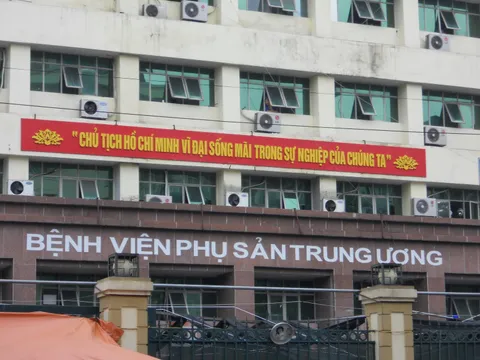 "CHỦ TỊCH HỒ CHÍ MINH VĨ ĐẠI SỐNG MÃI TRONG SỰ NGHIỆP CỦA CHÚNG TA"
BỆNH VIỆN PHỤ SẢN TRUNG ƯƠNG